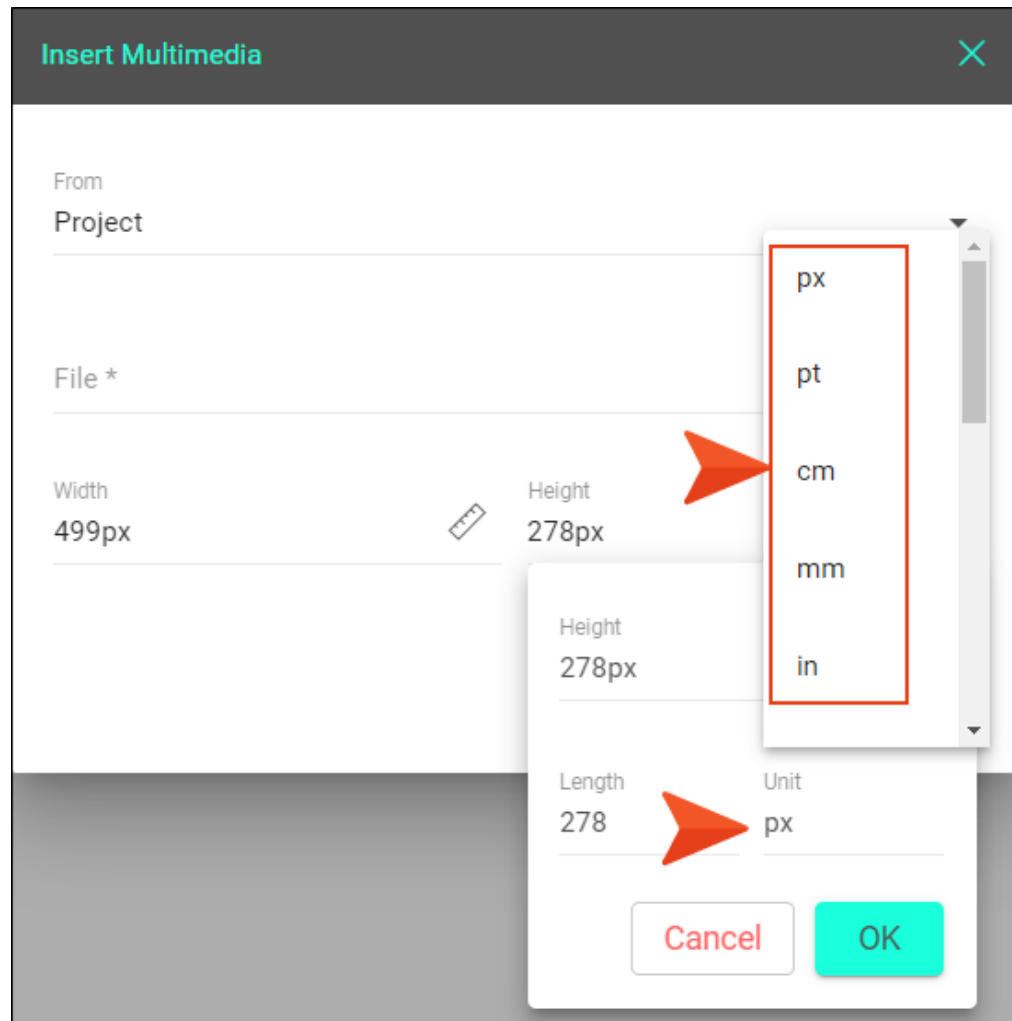 Insert Multimedia
From
Project
File *
Width
499px
Height
278px
px
pt
cm
mm
in
Height
278px
Length
278
Unit
px
Cancel
OK